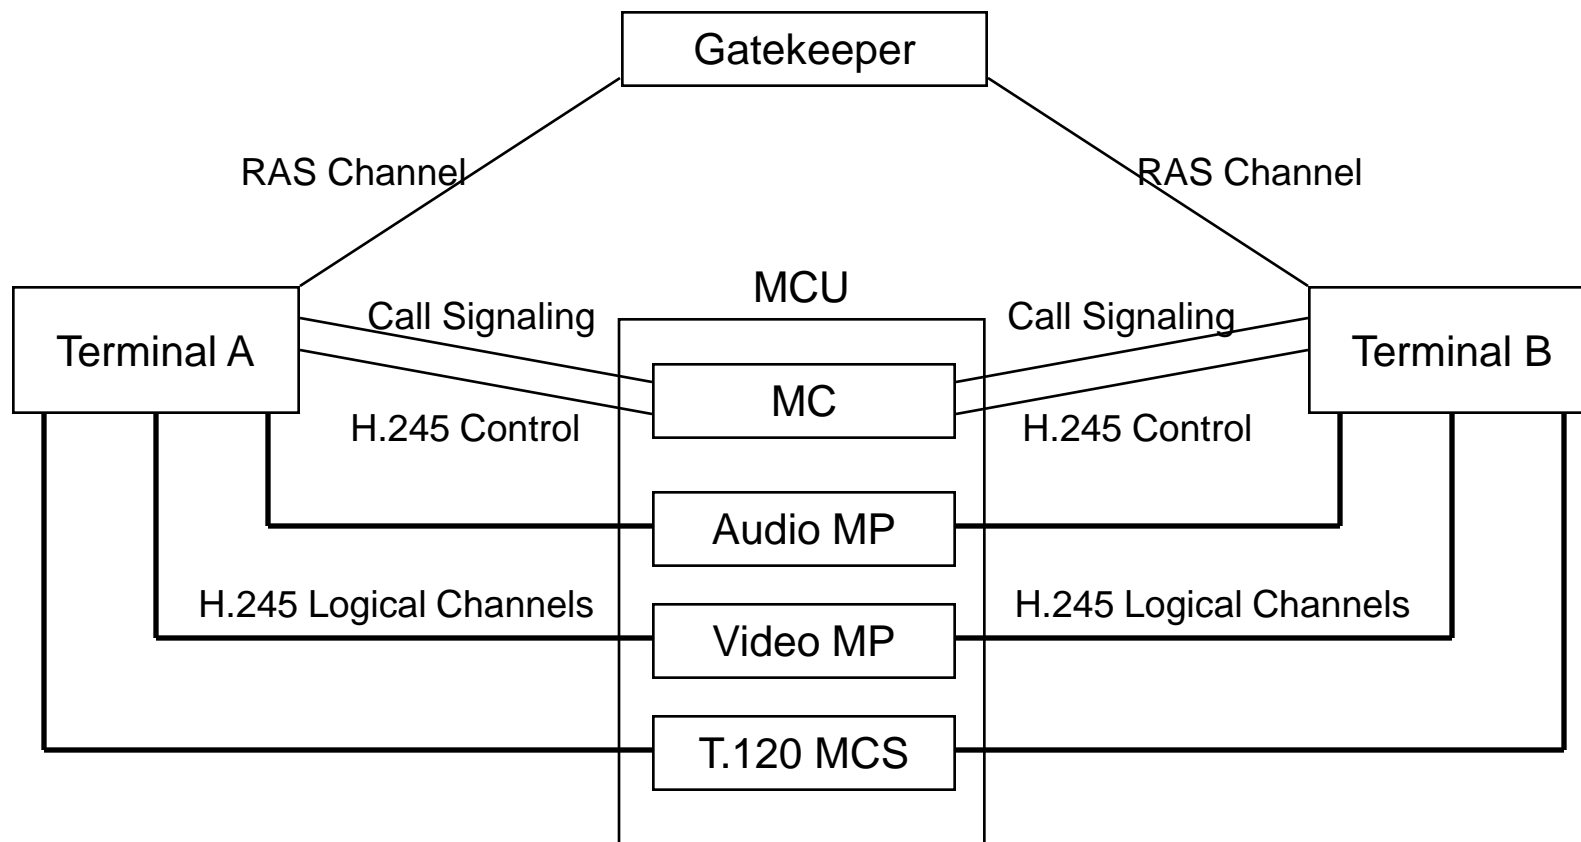 Gatekeeper
RAS Channel
RAS Channel
MCU
Call Signaling
Call Signaling
Terminal A
Terminal B
MC
H.245 Control
H.245 Control
Audio MP
H.245 Logical Channels
H.245 Logical Channels
Video MP
T.120 MCS